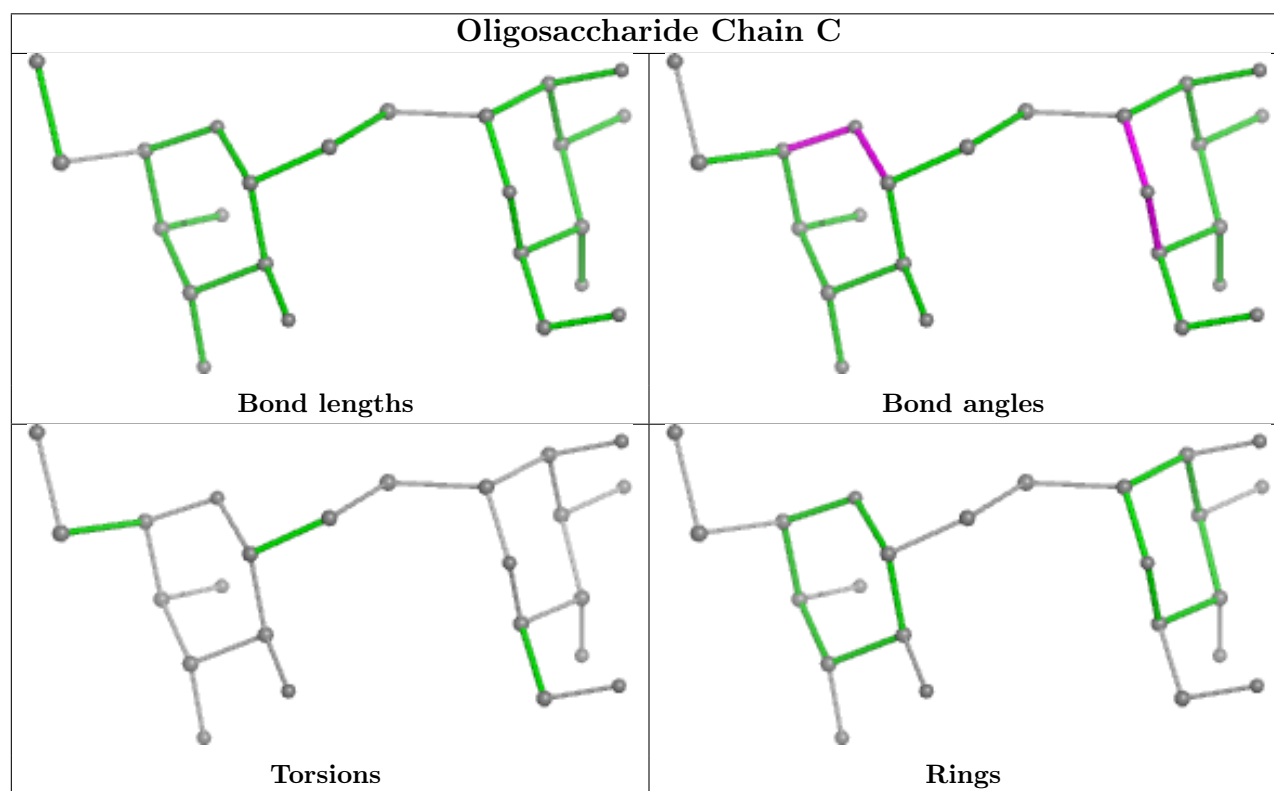 Oligosaccharide Chain C
Bond lengths
Bond angles
Torsions
Rings